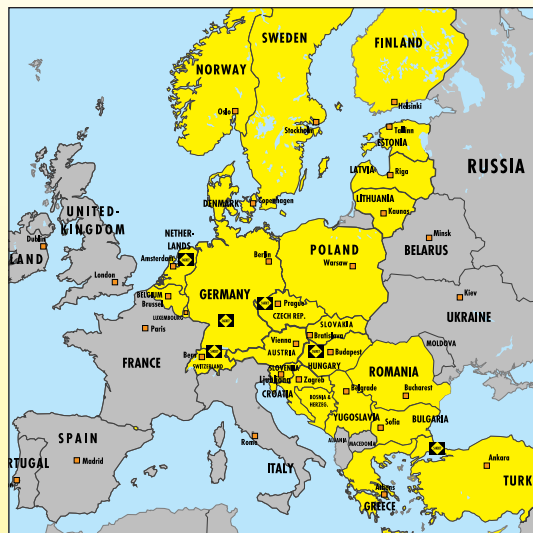 SWEDEN
FINLAND
NORWAY
Oslo
Helsinki
Stockholm
Tallinn
ESTONIA
RUSSIA
LATVIA
Riga
DENMARK
Copenhagen
LITHUANIA
Kaunas
UNITED-
KINGDOM
Dublin
LAND
NETHER-
LANDS
Amsterdam
Berlin
POLAND
Warsaw
Minsk
BELARUS
London
BELGIUM
Brussel
GERMANY
Prague
CZECH REP.
Kiev
UKRAINE
LUXEMBOURG
Paris
SLOVAKIA
Bratislava
Vienna
AUSTRIA
Budapest
HUNGARY
MOLDOVA
FRANCE
Bern
SWITZERLAND
SLOVENIA
Ljubljana
Zagreb
CROATIA
ROMANIA
Bucharest
BOSNIA &
HERZEG.
Belgrade
YUGOSLAVIA
Sofia
BULGARIA
SPAIN
Madrid
RTUGAL
Rome
ITALY
ALBANIA
MACEDONIA
Ankara
TURK
Athens
GREECE